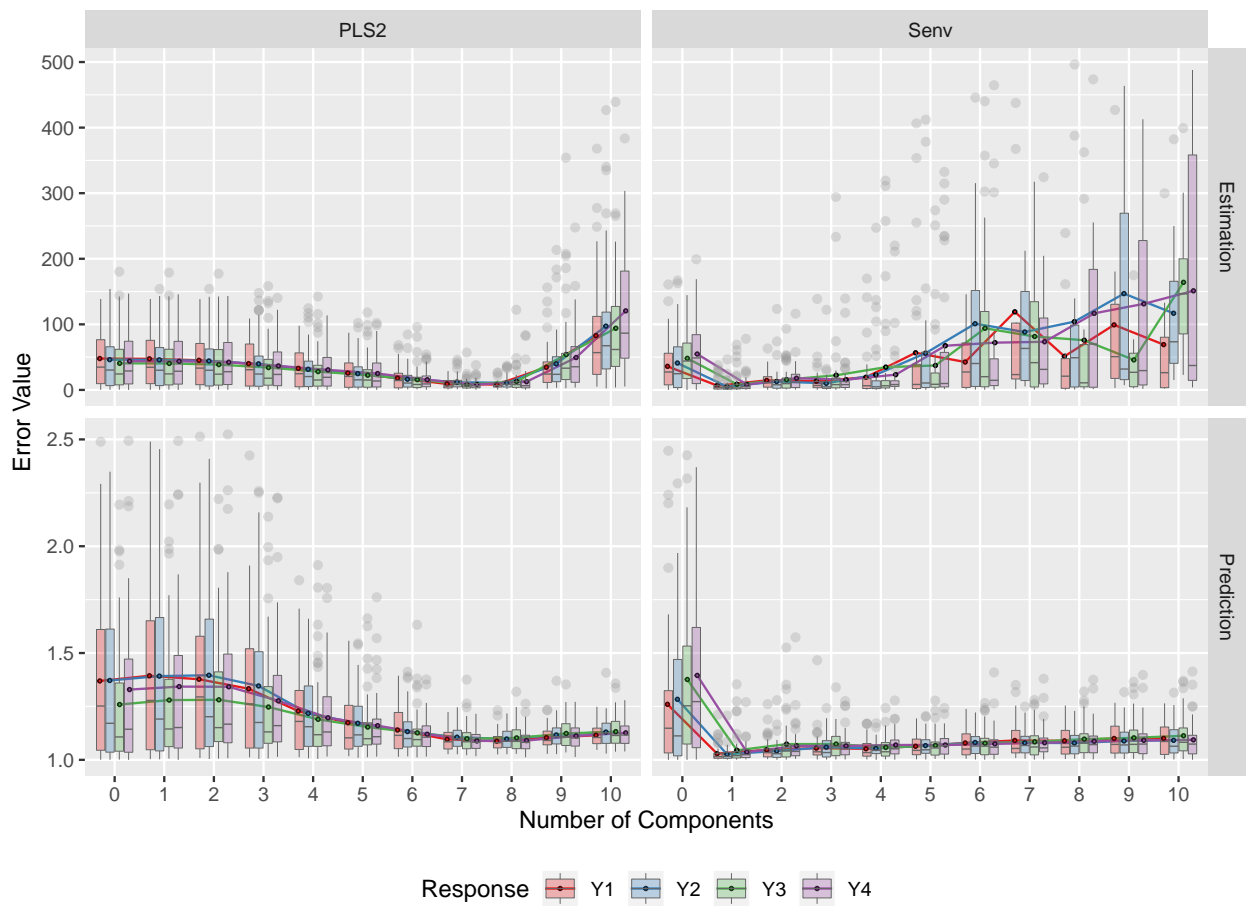 PLS2 Senv
500
400
300
200
100
0
Estimation
Error Value
2.5
2.0
1.5
1.0
Prediction
0 1 2 3 4 5 6 7 8 9 10 0 1 2 3 4 5 6 7 8 9 10
Number of Components
Response Y1 Y2 Y3 Y4